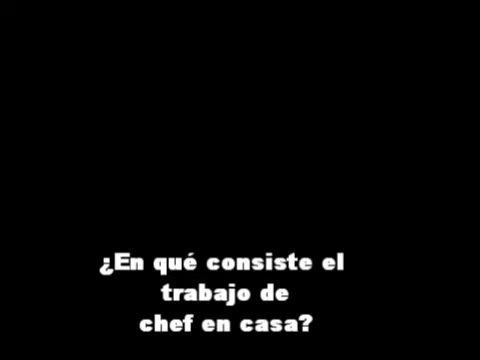 ¿En qué consiste el
trabajo de
chef en casa?